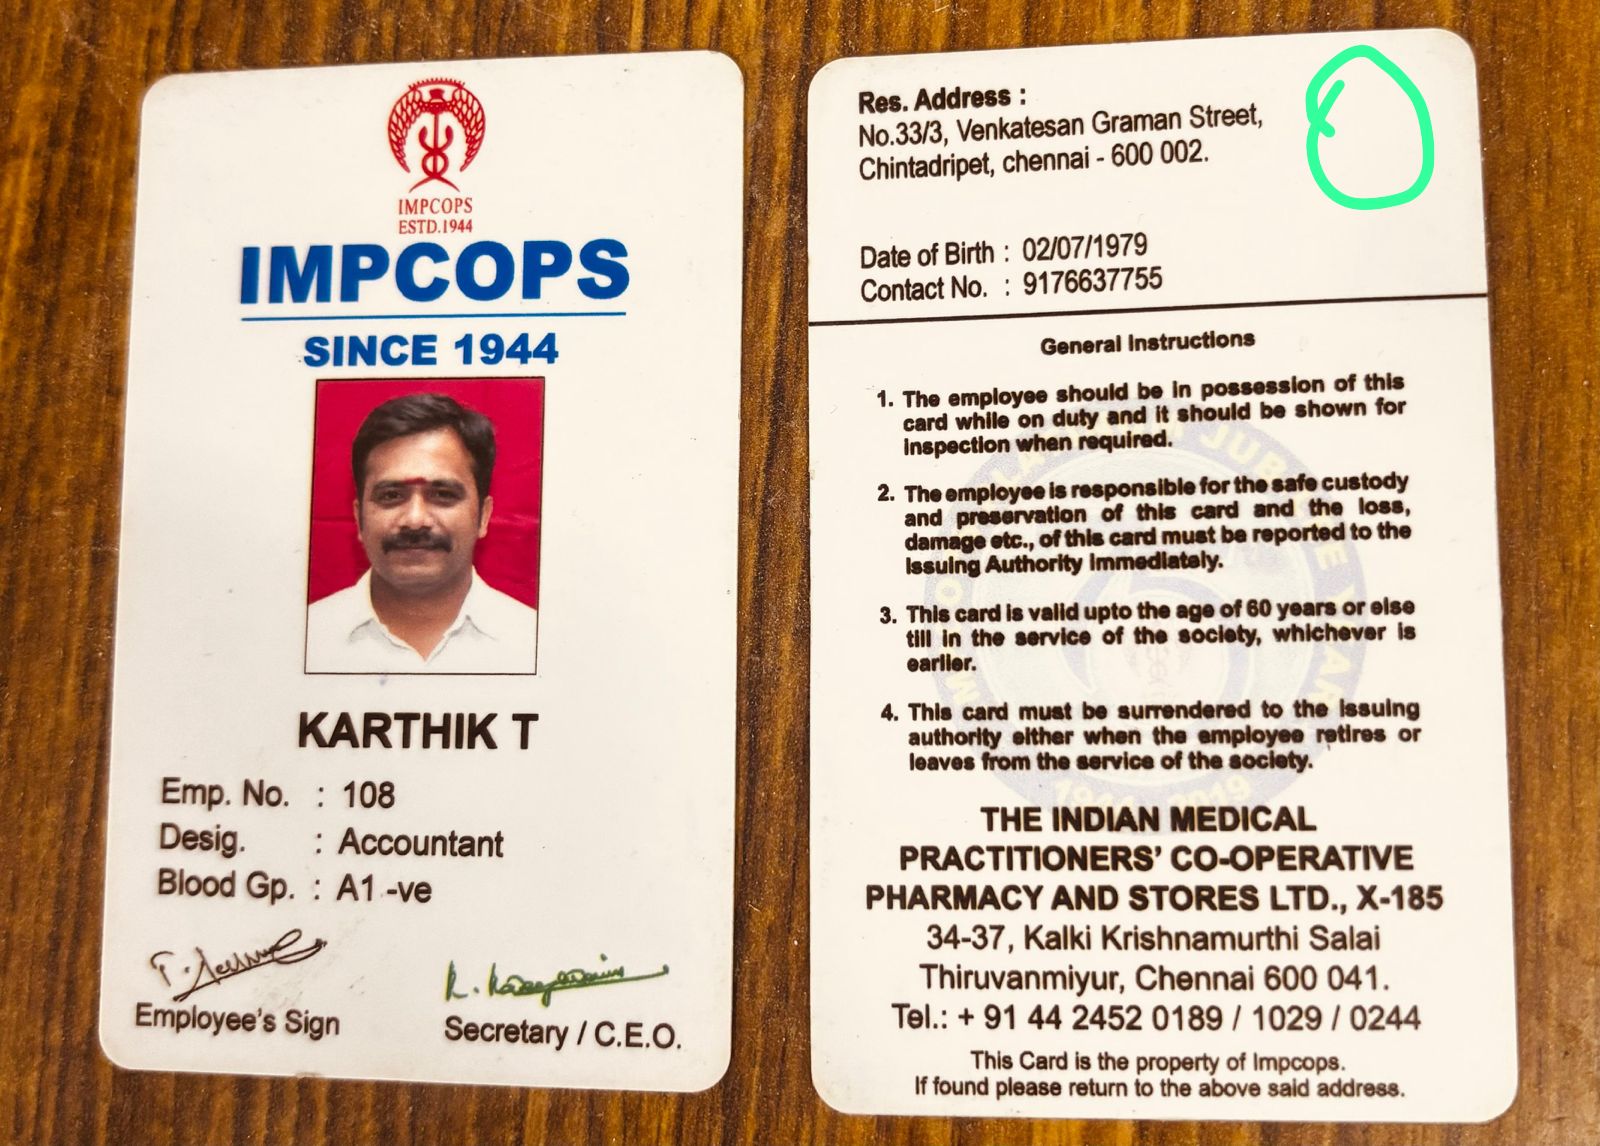 IMPCOPS
ESTD.1944
IMPCOPS
SINCE 1944
KARTHIK T
Emp. No. : 108
Desig. : Accountant
Blood Gp. : A1 -ve
Employee's Sign
Secretary / C.E.O.
Res. Address :
No.33/3, Venkatesan Graman Street,
Chintadripet, chennai - 600 002.
Date of Birth : 02/07/1979
Contact No. : 9176637755
General Instructions
1. The employee should be in possession of this
card while on duty and it should be shown for
inspection when required.
2. The employee is responsible for the safe custody
and preservation of this card and the loss,
damage etc., of this card must be reported to the
Issuing Authority Immediately.
3. This card is valid upto the age of 60 years or else
till in the service of the society, whichever is
earlier.
4. This card must be surrendered to the issuing
authority either when the employee retires or
leaves from the service of the society.
THE INDIAN MEDICAL
PRACTITIONERS' CO-OPERATIVE
PHARMACY AND STORES LTD., X-185
34-37, Kalki Krishnamurthi Salai
Thiruvanmiyur, Chennai 600 041.
Tel.: + 91 44 2452 0189 / 1029 / 0244
This Card is the property of Impcops.
If found please return to the above said address.